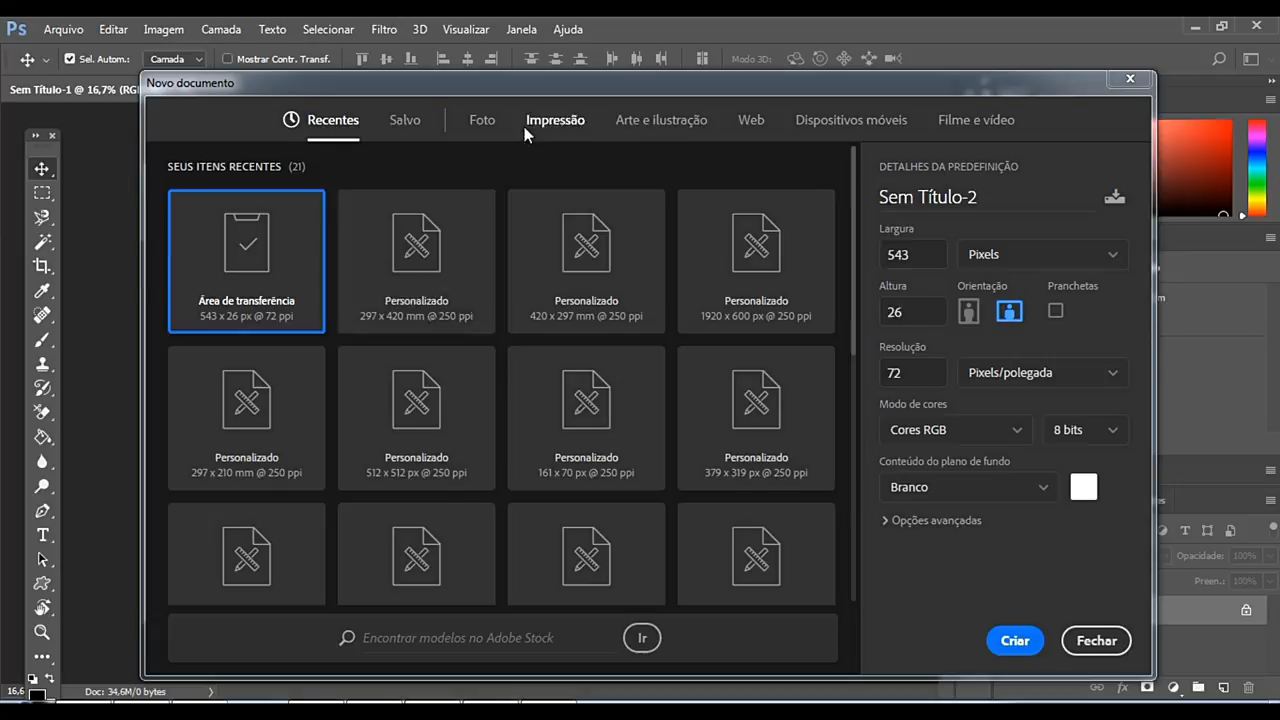 Ps Arquivo Editar Imagem Camada Texto Selecionar Filtro 3D Visualizar Janela Ajuda
Sel. Autom.: Camada Mostrar Contr. Transf. Modo 3D:
Sem Título-1 @ 16,7% (RG
Novo documento
Recentes Salvo Foto Impressão Arte e ilustração Web Dispositivos móveis Filme e vídeo
SEUS ITENS RECENTES (21)
Área de transferência
543 x 26 px @ 72 ppi
Personalizado
297 x 420 mm @ 250 ppi
Personalizado
420 x 297 mm @ 250 ppi
Personalizado
1920 x 600 px @ 250 ppi
Personalizado
297 x 210 mm @ 250 ppi
Personalizado
512 x 512 px @ 250 ppi
Personalizado
161 x 70 px @ 250 ppi
Personalizado
379 x 319 px @ 250 ppi
Encontrar modelos no Adobe Stock Ir
DETALHES DA PREDEFINIÇÃO
Sem Título-2
Largura
543 Pixels
Altura Orientação Pranchetas
26
Resolução
72 Pixels/polegada
Modo de cores
Cores RGB 8 bits
Conteúdo do plano de fundo
Branco
Opções avançadas
Criar Fechar
Opacidade: 100%
Preen.: 100%
16,6 Doc: 34,6M/0 bytes